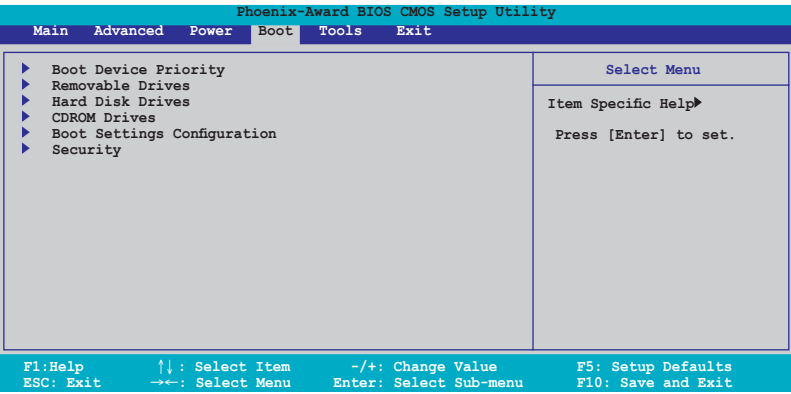 Phoenix-Award BIOS CMOS Setup Utility
Main Advanced Power Boot Tools Exit
Boot Device Priority
Removable Drives
Hard Disk Drives
CDROM Drives
Boot Settings Configuration
Security
Select Menu
Item Specific Help
Press [Enter] to set.
F1:Help ↑↓: Select Item -/+: Change Value F5: Setup Defaults
ESC: Exit →←: Select Menu Enter: Select Sub-menu F10: Save and Exit